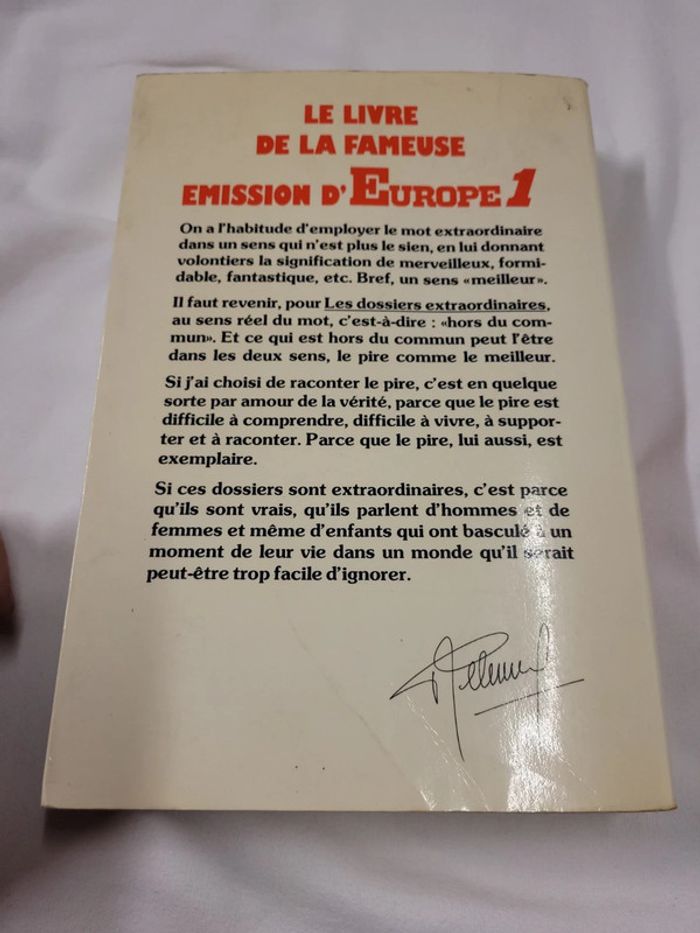 LE LIVRE
DE LA FAMEUSE
EMISSION D'EUROPE 1
On a l'habitude d'employer le mot extraordinaire
dans un sens qui n'est plus le sien, en lui donnant
volontiers la signification de merveilleux, formi-
dable, fantastique, etc. Bref, un sens «meilleur».
Il faut revenir, pour Les dossiers extraordinaires,
au sens réel du mot, c'est-à-dire : «hors du com-
mun». Et ce qui est hors du commun peut l'être
dans les deux sens, le pire comme le meilleur.
Si j'ai choisi de raconter le pire, c'est en quelque
sorte par amour de la vérité, parce que le pire est
difficile à comprendre, difficile à vivre, à suppor-
ter et à raconter. Parce que le pire, lui aussi, est
exemplaire.
Si ces dossiers sont extraordinaires, c'est parce
qu'ils sont vrais, qu'ils parlent d'hommes et de
femmes et même d'enfants qui ont basculé à un
moment de leur vie dans un monde qu'il serait
peut-être trop facile d'ignorer.